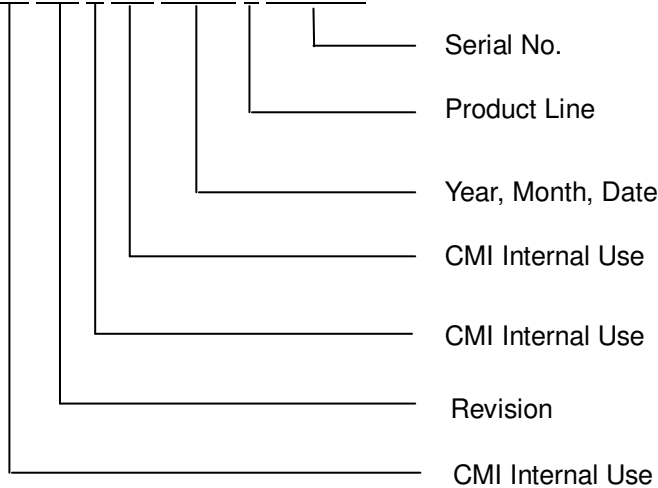 Serial No.
Product Line
Year, Month, Date
CMI Internal Use
CMI Internal Use
Revision
CMI Internal Use